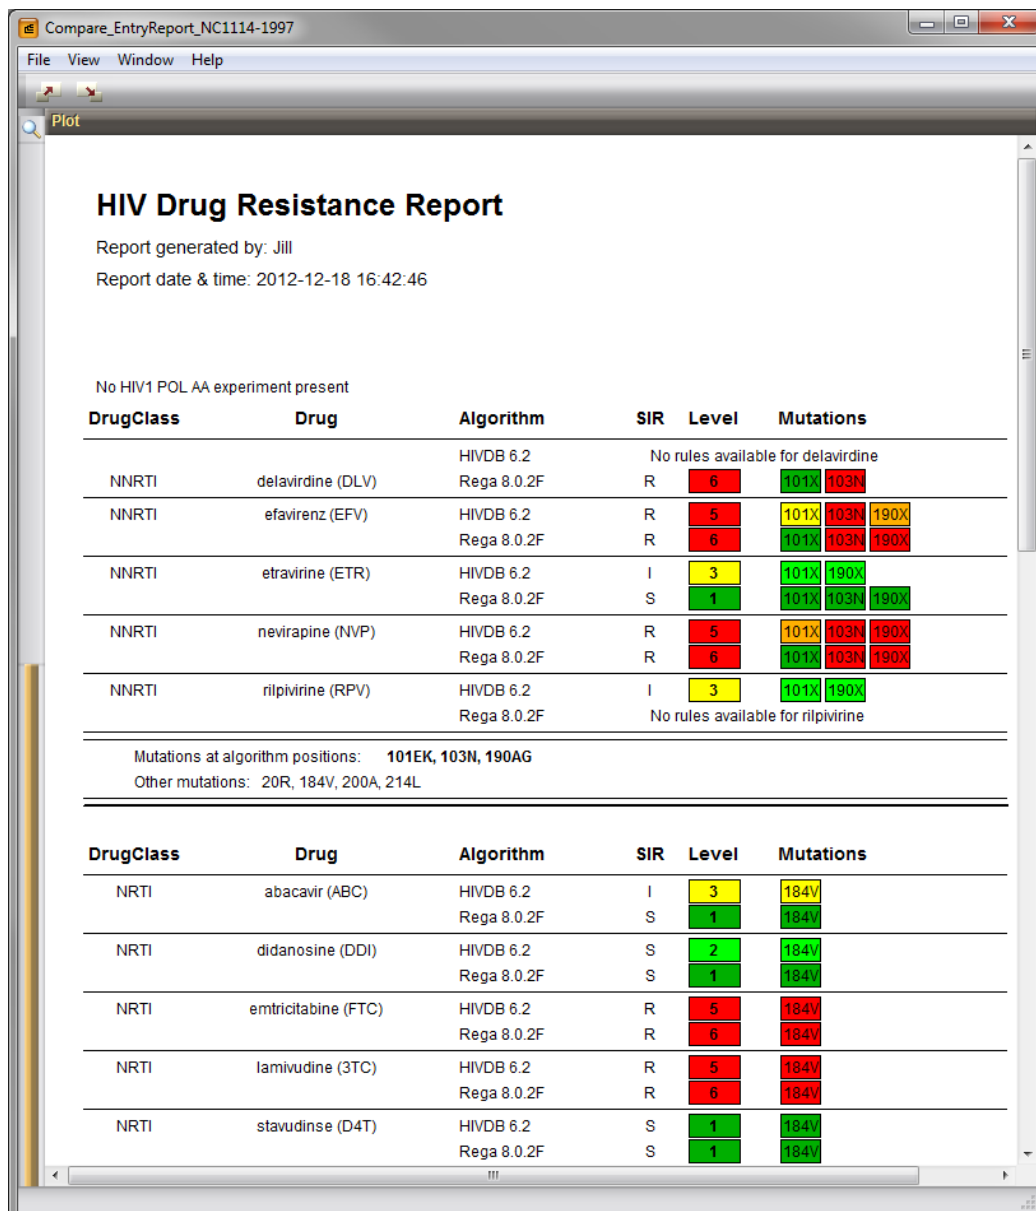 Compare_EntryReport_NC1114-1997
File View Window Help
Plot
HIV Drug Resistance Report
Report generated by: Jill
Report date & time: 2012-12-18 16:42:46
No HIV1 POL AA experiment present
DrugClass Drug Algorithm SIR Level Mutations
HIVDB 6.2 No rules available for delavirdine
NNRTI delavirdine (DLV) Rega 8.0.2F R 6 101X 103N
NNRTI efavirenz (EFV) HIVDB 6.2 R 5 101X 103N 190X
Rega 8.0.2F R 6 101X 103N 190X
NNRTI etravirine (ETR) HIVDB 6.2 I 3 101X 190X
Rega 8.0.2F S 1 101X 103N 190X
NNRTI nevirapine (NVP) HIVDB 6.2 R 5 101X 103N 190X
Rega 8.0.2F R 6 101X 103N 190X
NNRTI rilpivirine (RPV) HIVDB 6.2 I 3 101X 190X
Rega 8.0.2F No rules available for rilpivirine
Mutations at algorithm positions: 101EK, 103N, 190AG
Other mutations: 20R, 184V, 200A, 214L
DrugClass Drug Algorithm SIR Level Mutations
NRTI abacavir (ABC) HIVDB 6.2 I 3 184V
Rega 8.0.2F S 1 184V
NRTI didanosine (DDI) HIVDB 6.2 S 2 184V
Rega 8.0.2F S 1 184V
NRTI emtricitabine (FTC) HIVDB 6.2 R 5 184V
Rega 8.0.2F R 6 184V
NRTI lamivudine (3TC) HIVDB 6.2 R 5 184V
Rega 8.0.2F R 6 184V
NRTI stavudinse (D4T) HIVDB 6.2 S 1 184V
Rega 8.0.2F S 1 184V